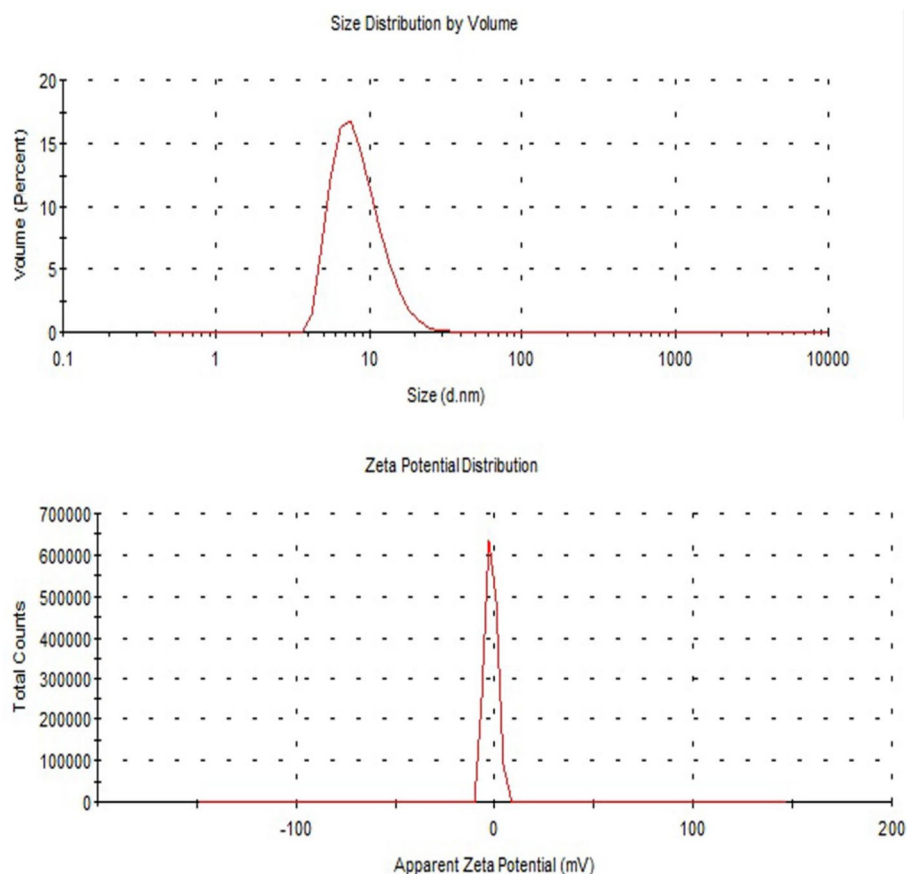 Size Distribution by Volume
20
15
10
5
0
Volume (Percent)
0.1 1 10 100 1000 10000
Size (d.nm)
Zeta Potential Distribution
700000
600000
500000
400000
300000
200000
100000
0
Total Counts
-100 0 100 200
Apparent Zeta Potential (mV)